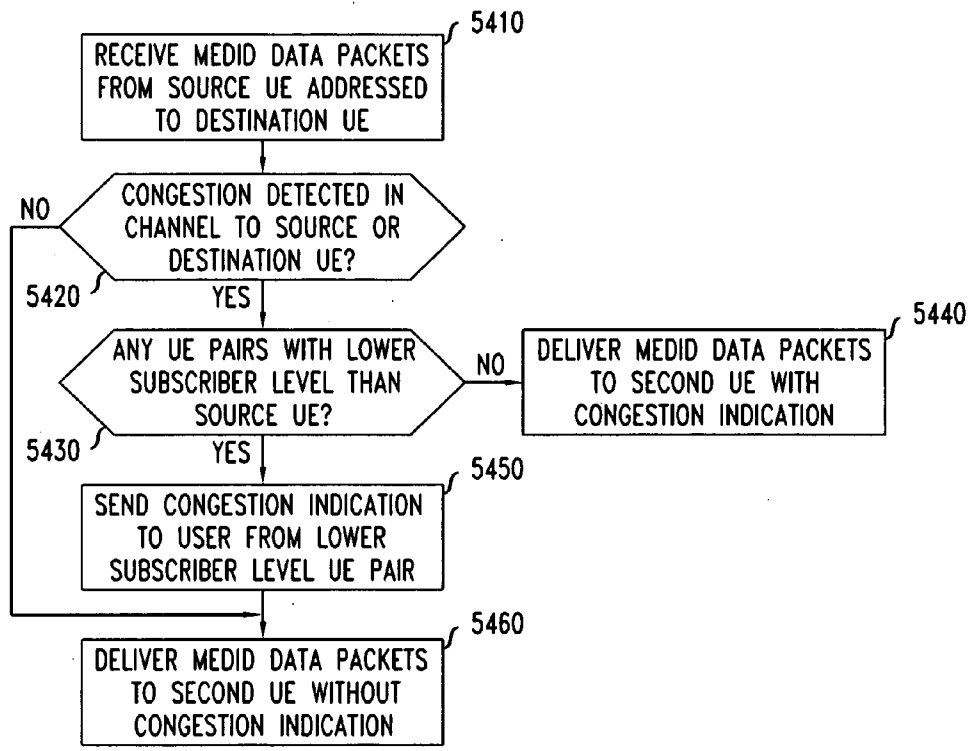 5410
RECEIVE MEDID DATA PACKETS
FROM SOURCE UE ADDRESSED
TO DESTINATION UE
NO
CONGESTION DETECTED IN
CHANNEL TO SOURCE OR
DESTINATION UE?
5420
YES
ANY UE PAIRS WITH LOWER
SUBSCRIBER LEVEL THAN
SOURCE UE?
5430
NO
5440
DELIVER MEDID DATA PACKETS
TO SECOND UE WITH
CONGESTION INDICATION
YES
5450
SEND CONGESTION INDICATION
TO USER FROM LOWER
SUBSCRIBER LEVEL UE PAIR
5460
DELIVER MEDID DATA PACKETS
TO SECOND UE WITHOUT
CONGESTION INDICATION